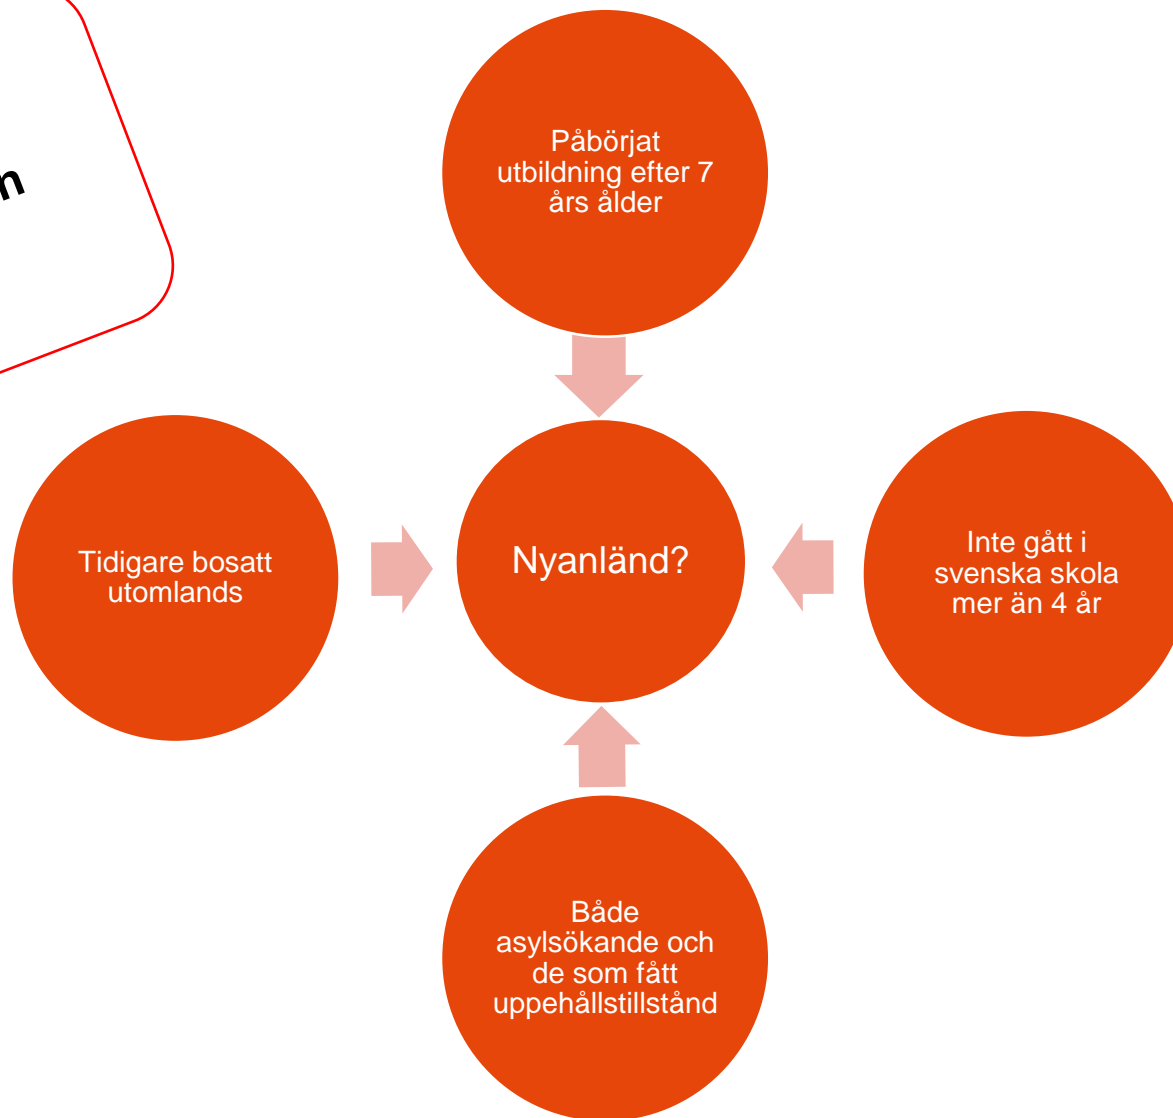 Påbörjat
utbildning efter 7
års ålder
Tidigare bosatt
utomlands
Nyanländ?
Inte gått i
svenska skola
mer än 4 år
Både
asylsökande och
de som fått
uppehållstillstånd